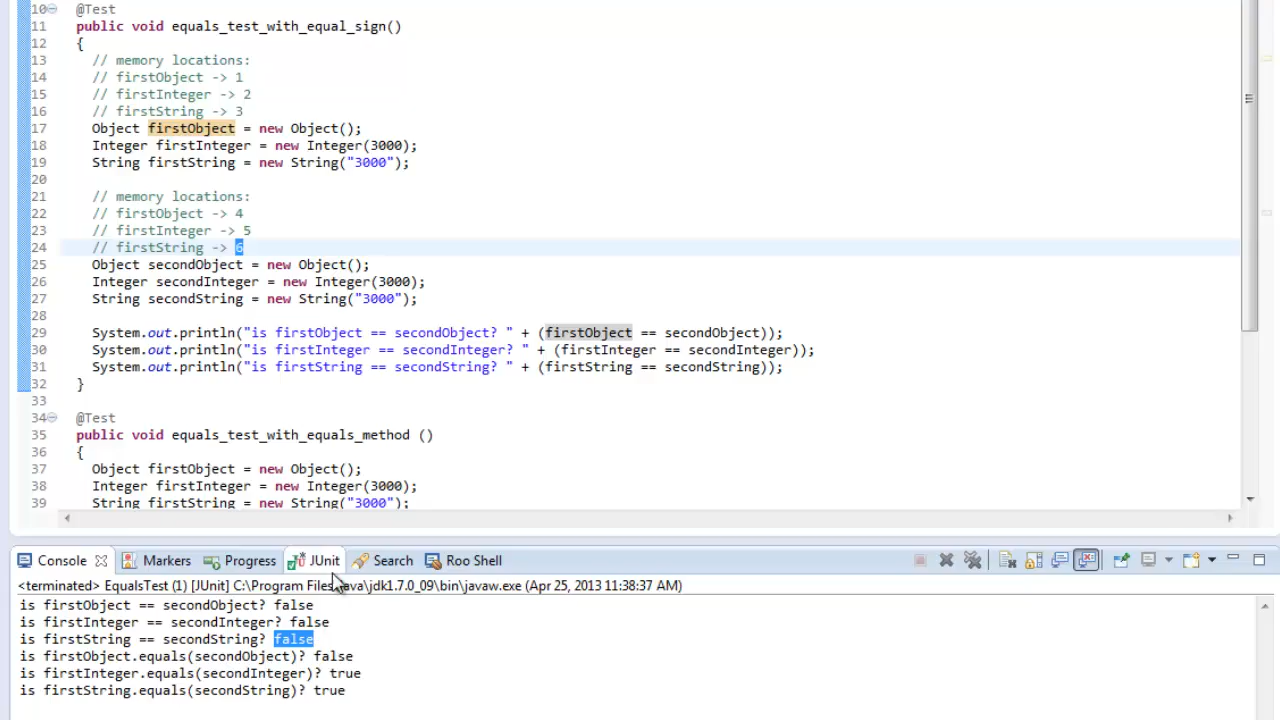 10 @Test
11 public void equals_test_with_equal_sign()
12 {
13 // memory locations:
14 // firstObject -> 1
15 // firstInteger -> 2
16 // firstString -> 3
17 Object firstObject = new Object();
18 Integer firstInteger = new Integer(3000);
19 String firstString = new String("3000");
20
21 // memory locations:
22 // firstObject -> 4
23 // firstInteger -> 5
24 // firstString -> 6
25 Object secondObject = new Object();
26 Integer secondInteger = new Integer(3000);
27 String secondString = new String("3000");
28
29 System.out.println("is firstObject == secondObject? " + (firstObject == secondObject));
30 System.out.println("is firstInteger == secondInteger? " + (firstInteger == secondInteger));
31 System.out.println("is firstString == secondString? " + (firstString == secondString));
32 }
33
34 @Test
35 public void equals_test_with_equals_method ()
36 {
37 Object firstObject = new Object();
38 Integer firstInteger = new Integer(3000);
39 String firstString = new String("3000");
Console Markers Progress JUnit Search Roo Shell
<terminated> EqualsTest (1) [JUnit] C:\Program Files\Java\jdk1.7.0_09\bin\javaw.exe (Apr 25, 2013 11:38:37 AM)
is firstObject == secondObject? false
is firstInteger == secondInteger? false
is firstString == secondString? false
is firstObject.equals(secondObject)? false
is firstInteger.equals(secondInteger)? true
is firstString.equals(secondString)? true